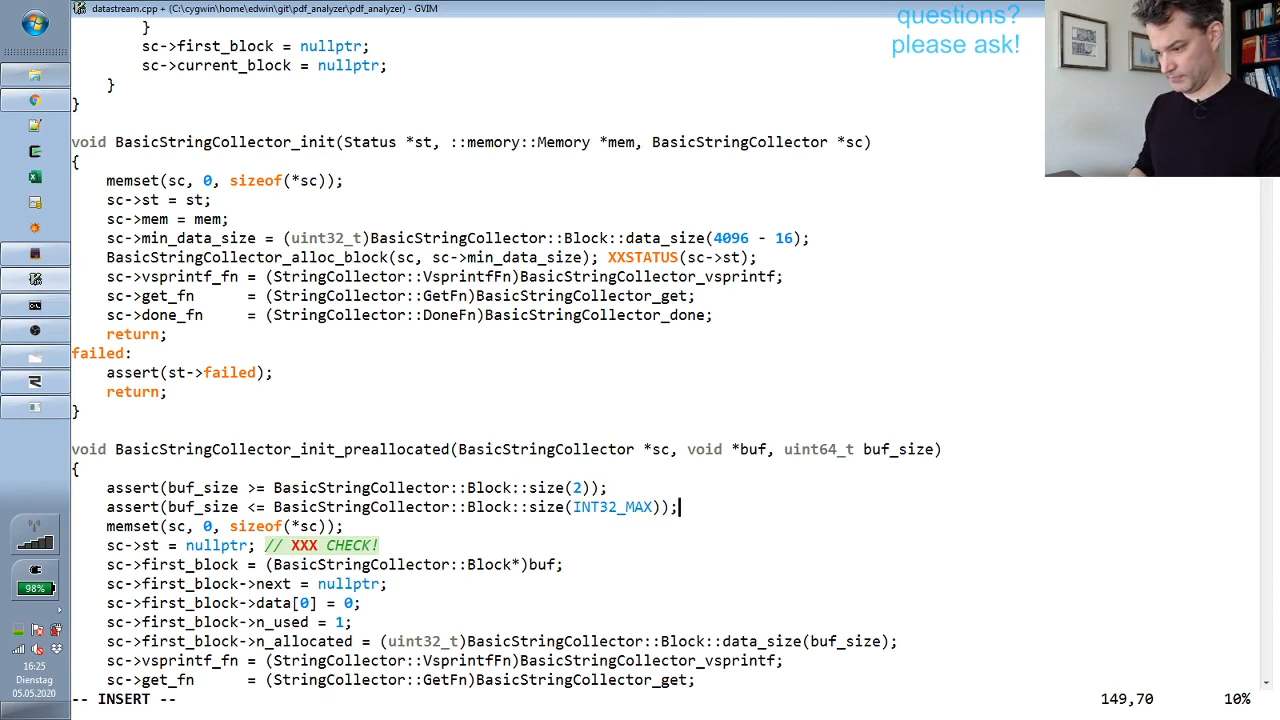 datastream.cpp + (C:\cygwin\home\edwin\git\pdf_analyzer\pdf_analyzer) - GVIM
questions?
please ask!
}
sc->first_block = nullptr;
sc->current_block = nullptr;
}
}
void BasicStringCollector_init(Status *st, ::memory::Memory *mem, BasicStringCollector *sc)
{
memset(sc, 0, sizeof(*sc));
sc->st = st;
sc->mem = mem;
sc->min_data_size = (uint32_t)BasicStringCollector::Block::data_size(4096 - 16);
BasicStringCollector_alloc_block(sc, sc->min_data_size); XXSTATUS(sc->st);
sc->vsprintf_fn = (StringCollector::VsprintfFn)BasicStringCollector_vsprintf;
sc->get_fn      = (StringCollector::GetFn)BasicStringCollector_get;
sc->done_fn     = (StringCollector::DoneFn)BasicStringCollector_done;
return;
failed:
assert(st->failed);
return;
}
void BasicStringCollector_init_preallocated(BasicStringCollector *sc, void *buf, uint64_t buf_size)
{
assert(buf_size >= BasicStringCollector::Block::size(2));
assert(buf_size <= BasicStringCollector::Block::size(INT32_MAX));
memset(sc, 0, sizeof(*sc));
sc->st = nullptr; // XXX CHECK!
sc->first_block = (BasicStringCollector::Block*)buf;
sc->first_block->next = nullptr;
sc->first_block->data[0] = 0;
sc->first_block->n_used = 1;
sc->first_block->n_allocated = (uint32_t)BasicStringCollector::Block::data_size(buf_size);
sc->vsprintf_fn = (StringCollector::VsprintfFn)BasicStringCollector_vsprintf;
sc->get_fn      = (StringCollector::GetFn)BasicStringCollector_get;
-- INSERT -- 149,70 10%
98%
16:25
Dienstag
05.05.2020